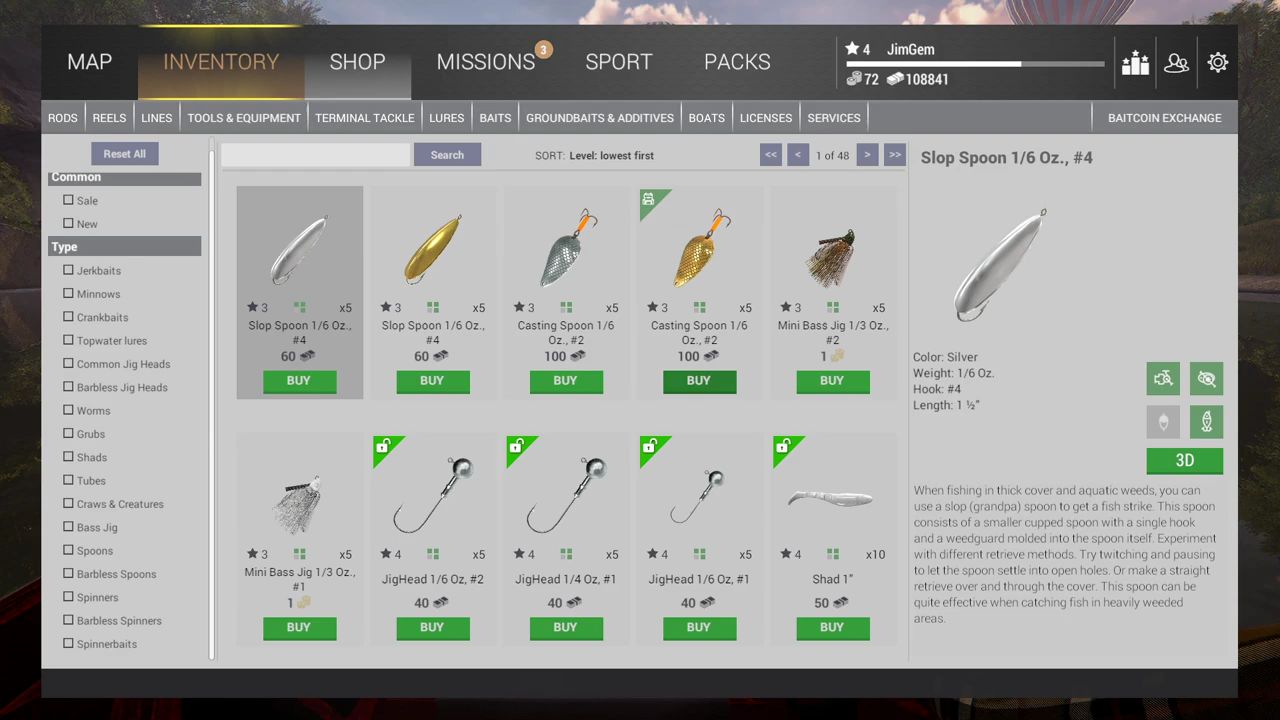 MAP
INVENTORY
SHOP
MISSIONS
3
SPORT
PACKS
4 JimGem
72 108841
RODS
REELS
LINES
TOOLS & EQUIPMENT
TERMINAL TACKLE
LURES
BAITS
GROUNDBAITS & ADDITIVES
BOATS
LICENSES
SERVICES
BAITCOIN EXCHANGE
Reset All
Common
Sale
New
Type
Jerkbaits
Minnows
Crankbaits
Topwater lures
Common Jig Heads
Barbless Jig Heads
Worms
Grubs
Shads
Tubes
Craws & Creatures
Bass Jig
Spoons
Barbless Spoons
Spinners
Barbless Spinners
Spinnerbaits
Search
SORT: Level: lowest first
<< < 1 of 48 > >>
3 x5
Slop Spoon 1/6 Oz.,
#4
60
BUY
3 x5
Slop Spoon 1/6 Oz.,
#4
60
BUY
3 x5
Casting Spoon 1/6
Oz., #2
100
BUY
3 x5
Casting Spoon 1/6
Oz., #2
100
BUY
3 x5
Mini Bass Jig 1/3 Oz.,
#2
1
BUY
3 x5
Mini Bass Jig 1/3 Oz.,
#1
1
BUY
4 x5
JigHead 1/6 Oz, #2
40
BUY
4 x5
JigHead 1/4 Oz, #1
40
BUY
4 x5
JigHead 1/6 Oz, #1
40
BUY
4 x10
Shad 1"
50
BUY
Slop Spoon 1/6 Oz., #4
Color: Silver
Weight: 1/6 Oz.
Hook: #4
Length: 1 ½"
3D
When fishing in thick cover and aquatic weeds, you can
use a slop (grandpa) spoon to get a fish strike. This spoon
consists of a smaller cupped spoon with a single hook
and a weedguard molded into the spoon itself. Experiment
with different retrieve methods. Try twitching and pausing
to let the spoon settle into open holes. Or make a straight
retrieve over and through the cover. This spoon can be
quite effective when catching fish in heavily weeded
areas.